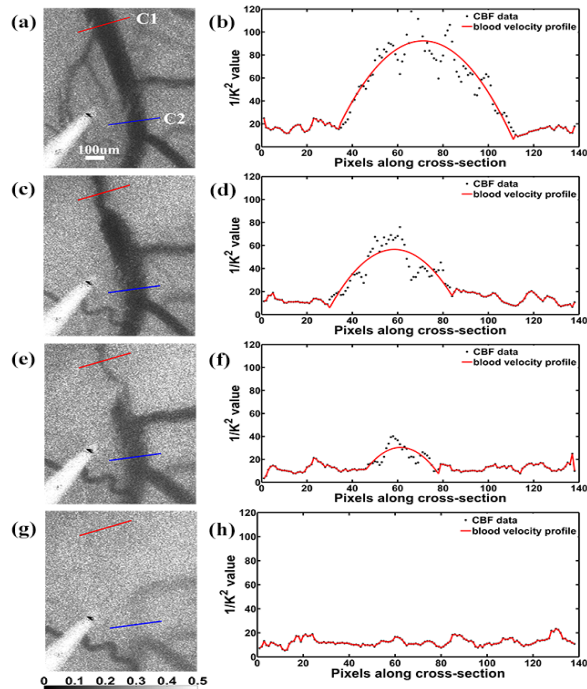 (a)
C1
C2
100um
(b)
CBF data
blood velocity profile
1/K² value
120
100
80
60
40
20
0
0 20 40 60 80 100 120 140
Pixels along cross-section
(c)
(d)
CBF data
blood velocity profile
1/K² value
120
100
80
60
40
20
0
0 20 40 60 80 100 120 140
Pixels along cross-section
(e)
(f)
CBF data
blood velocity profile
1/K² value
120
100
80
60
40
20
0
0 20 40 60 80 100 120 140
Pixels along cross-section
(g)
0 0.1 0.2 0.3 0.4 0.5
(h)
CBF data
blood velocity profile
1/K² value
120
100
80
60
40
20
0
0 20 40 60 80 100 120 140
Pixels along cross-section